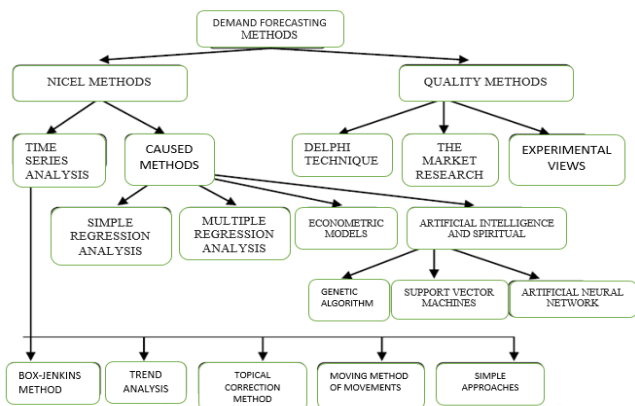 DEMAND FORECASTING
METHODS
NICEL METHODS
QUALITY METHODS
TIME
SERIES
ANALYSIS
CAUSED
METHODS
DELPHI
TECHNIQUE
THE
MARKET
RESEARCH
EXPERIMENTAL
VIEWS
SIMPLE
REGRESSION
ANALYSIS
MULTIPLE
REGRESSION
ANALYSIS
ECONOMETRIC
MODELS
ARTIFICIAL INTELLIGENCE
AND SPIRITUAL
GENETIC
ALGORITHM
SUPPORT VECTOR
MACHINES
ARTIFICIAL NEURAL
NETWORK
BOX-JENKINS
METHOD
TREND
ANALYSIS
TOPICAL
CORRECTION
METHOD
MOVING METHOD
OF MOVEMENTS
SIMPLE
APPROACHES